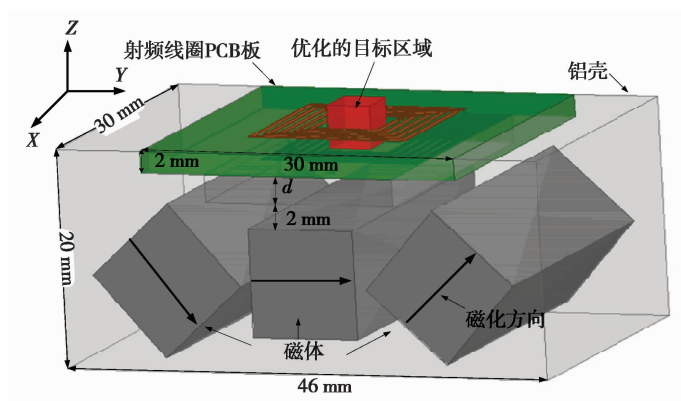 Z
Y
X
射频线圈PCB板
优化的目标区域
铝壳
30 mm
2 mm
30 mm
d
2 mm
20 mm
磁化方向
磁体
46 mm